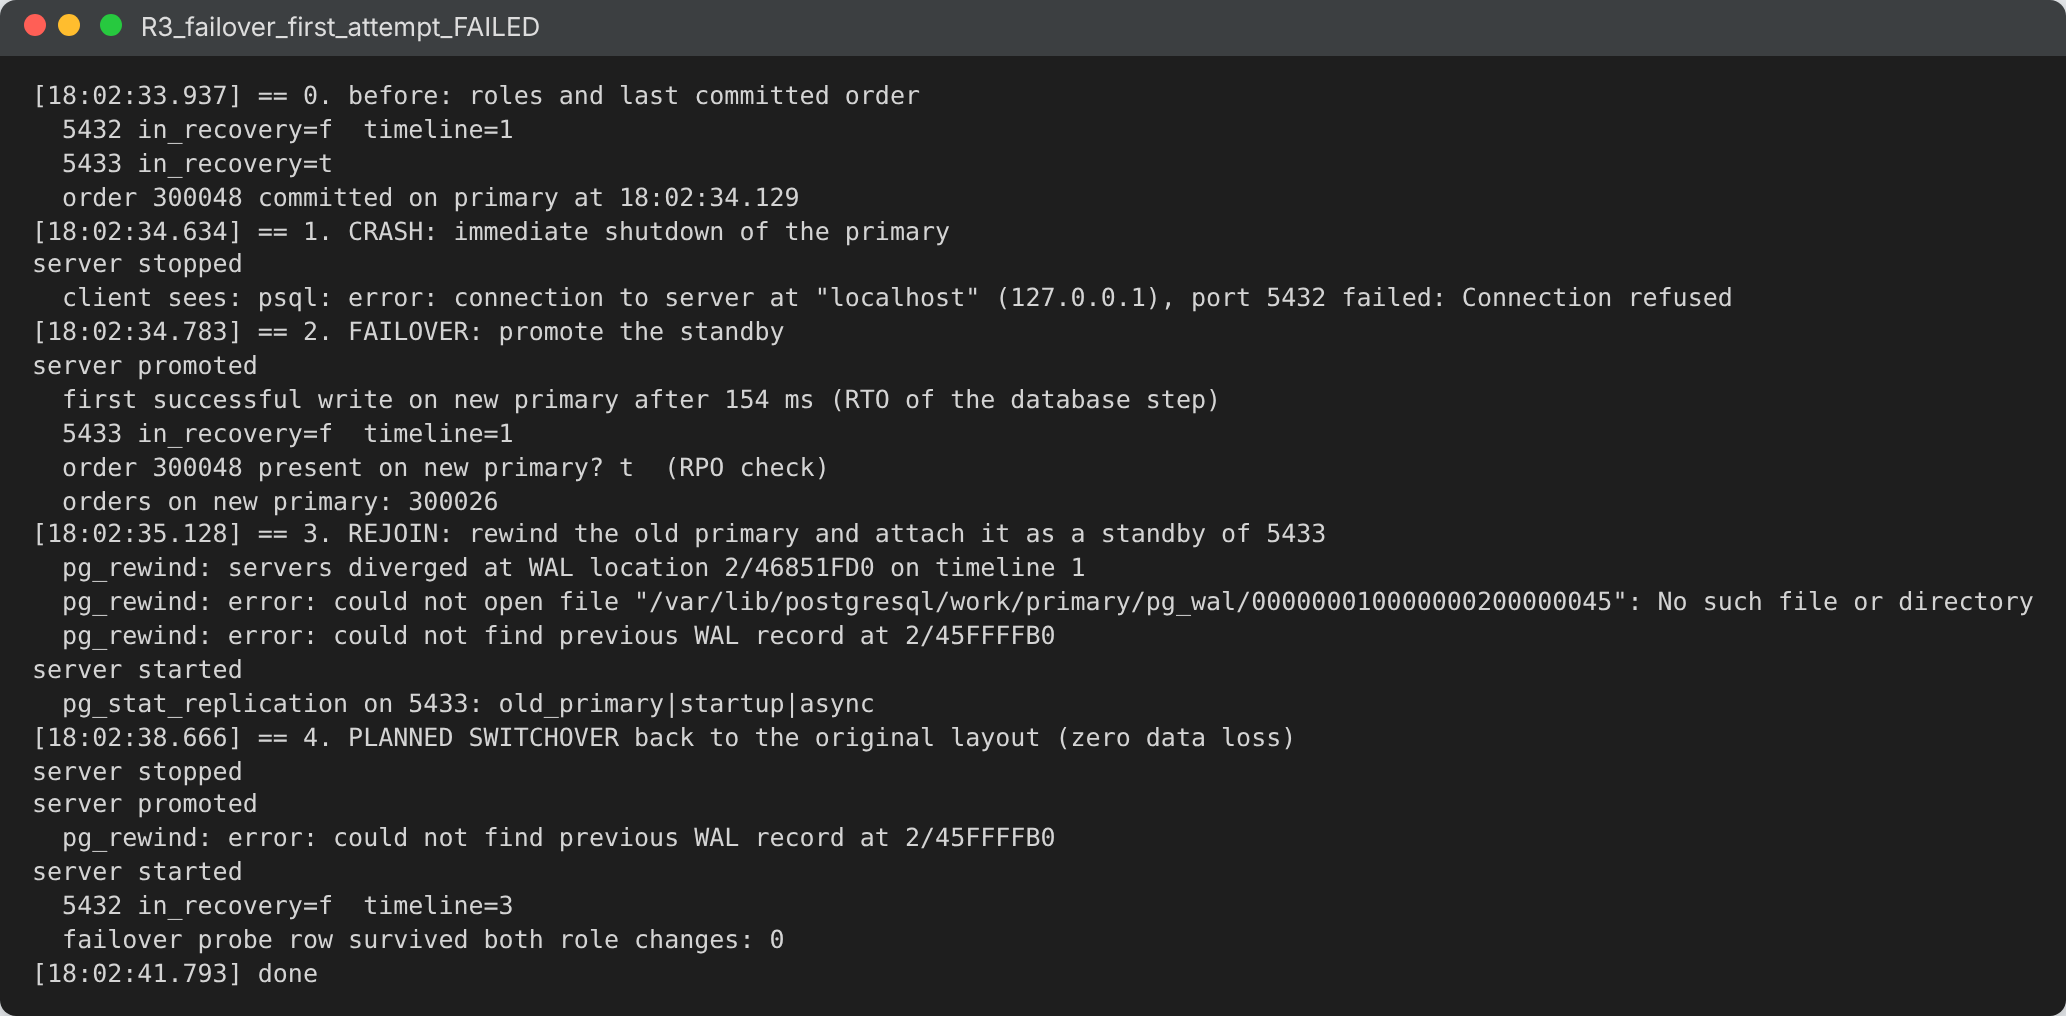 R3_failover_first_attempt_FAILED
[18:02:33.937] == 0. before: roles and last committed order
  5432 in_recovery=f  timeline=1
  5433 in_recovery=t
  order 300048 committed on primary at 18:02:34.129
[18:02:34.634] == 1. CRASH: immediate shutdown of the primary
server stopped
  client sees: psql: error: connection to server at "localhost" (127.0.0.1), port 5432 failed: Connection refused
[18:02:34.783] == 2. FAILOVER: promote the standby
server promoted
  first successful write on new primary after 154 ms (RTO of the database step)
  5433 in_recovery=f  timeline=1
  order 300048 present on new primary? t  (RPO check)
  orders on new primary: 300026
[18:02:35.128] == 3. REJOIN: rewind the old primary and attach it as a standby of 5433
  pg_rewind: servers diverged at WAL location 2/46851FD0 on timeline 1
  pg_rewind: error: could not open file "/var/lib/postgresql/work/primary/pg_wal/000000010000000200000045": No such file or directory
  pg_rewind: error: could not find previous WAL record at 2/45FFFFB0
server started
  pg_stat_replication on 5433: old_primary|startup|async
[18:02:38.666] == 4. PLANNED SWITCHOVER back to the original layout (zero data loss)
server stopped
server promoted
  pg_rewind: error: could not find previous WAL record at 2/45FFFFB0
server started
  5432 in_recovery=f  timeline=3
  failover probe row survived both role changes: 0
[18:02:41.793] done